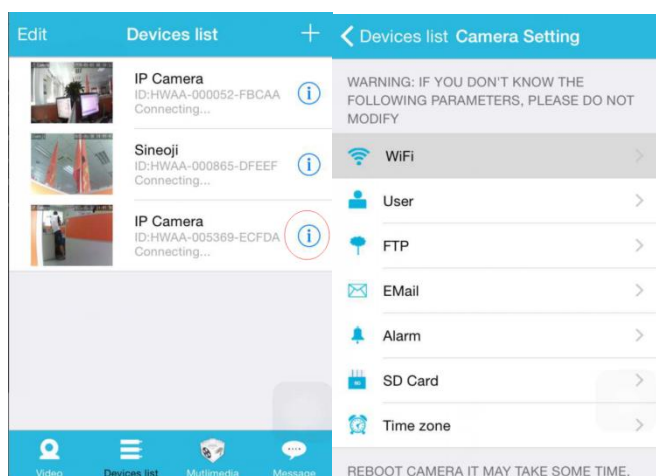 Edit Devices list +
IP Camera
ID:HWAA-000052-FBCAA
Connecting...
Sineoji
ID:HWAA-000865-DFEEF
Connecting...
IP Camera
ID:HWAA-005369-ECFDA
Connecting...
Video Devices list Mutlimedia Message
Devices list Camera Setting
WARNING: IF YOU DON'T KNOW THE
FOLLOWING PARAMETERS, PLEASE DO NOT
MODIFY
WiFi
User
FTP
EMail
Alarm
SD Card
Time zone
REBOOT CAMERA IT MAY TAKE SOME TIME,